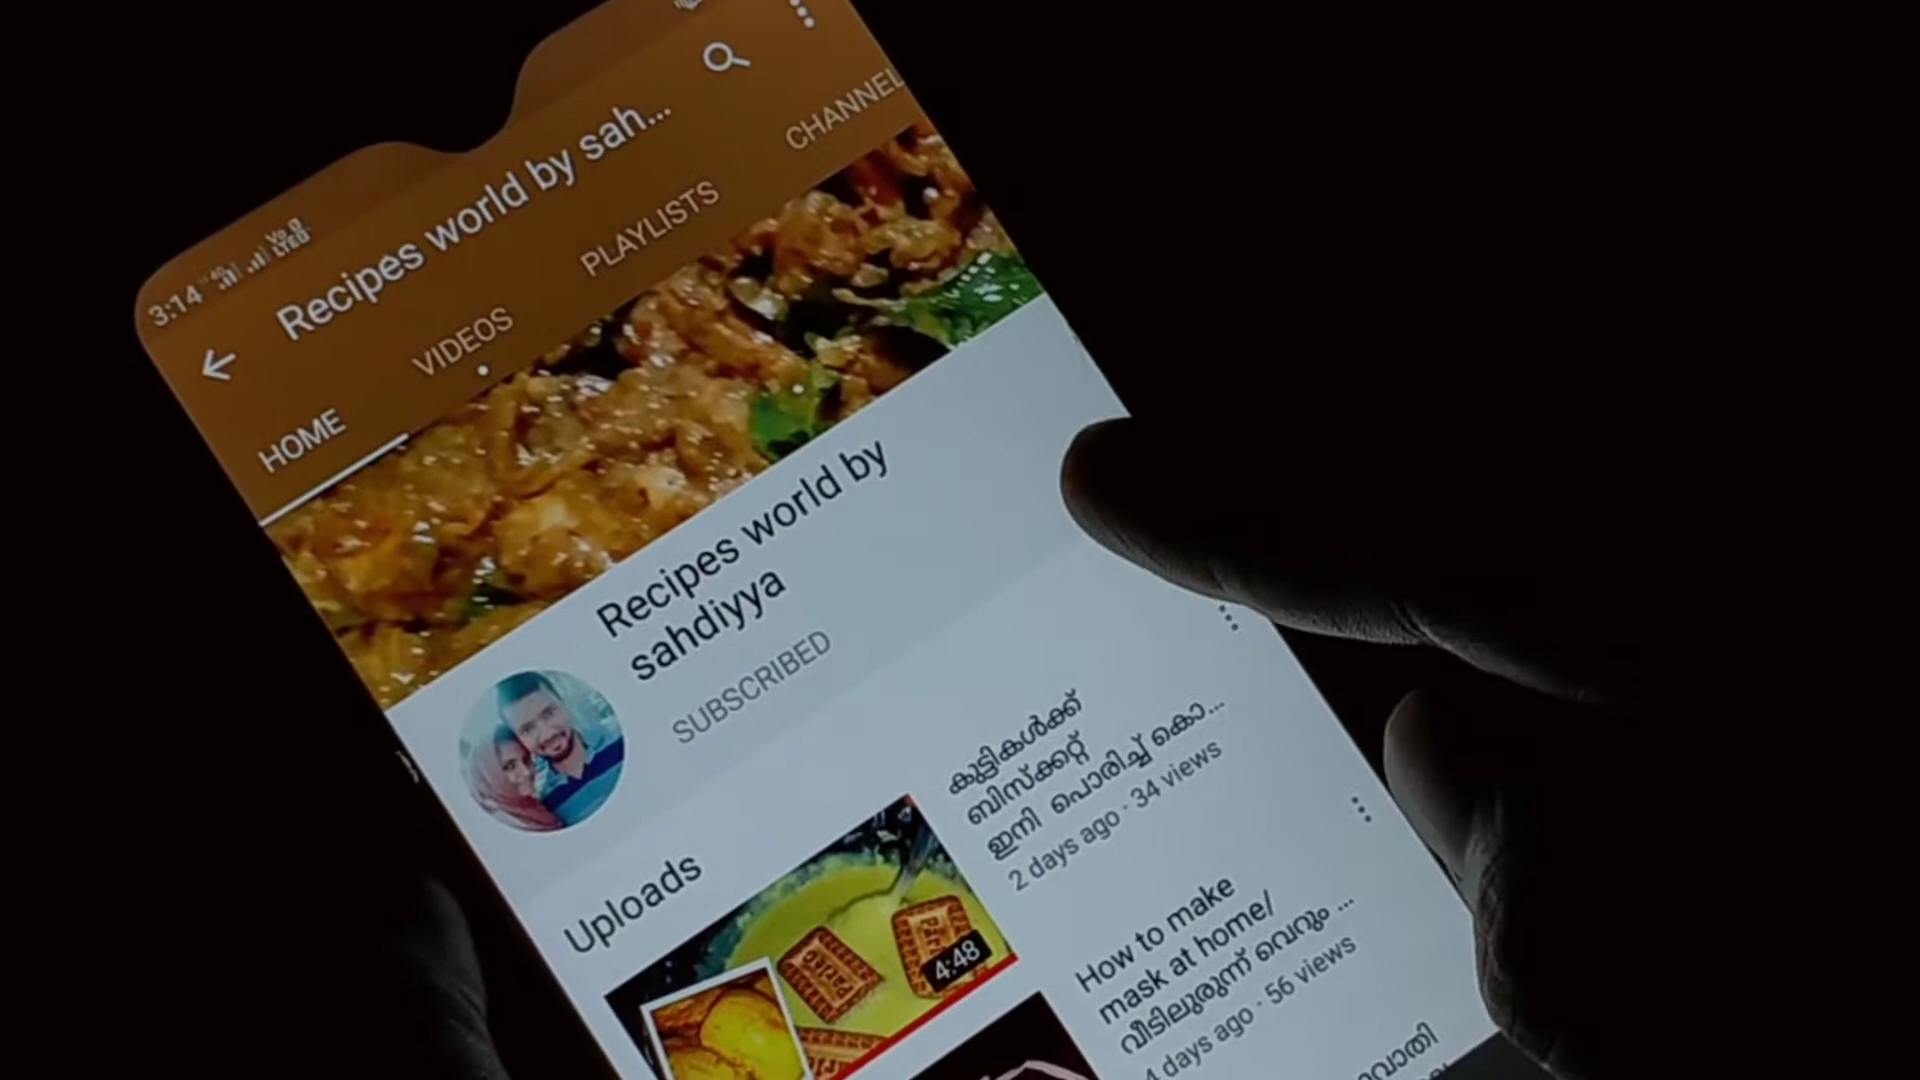 3:14
Recipes world by sah...
HOME
VIDEOS
PLAYLISTS
CHANNEL
Recipes world by
sahdiyya
SUBSCRIBED
Uploads
4:48
കുട്ടികൾക്ക്
ബിസ്ക്കറ്റ്
ഇനി പൊരിച്ച് കൊ...
2 days ago · 34 views
How to make
mask at home/
വീട്ടിലിരുന്ന് വെറും ...
4 days ago · 56 views